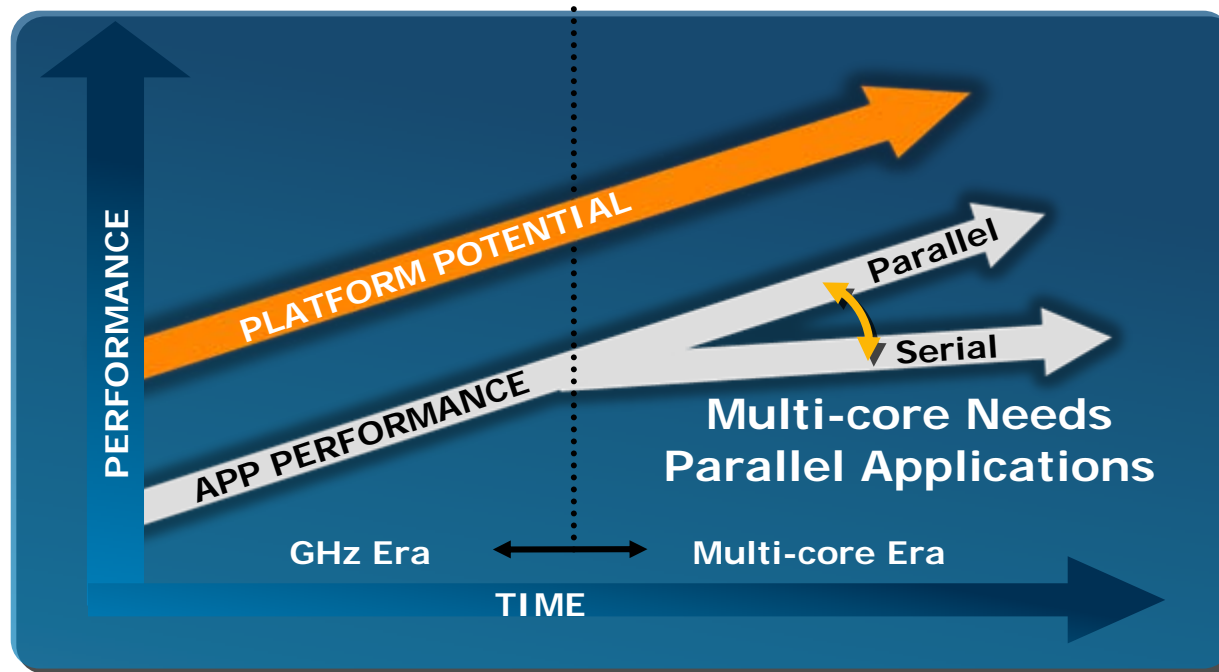 PERFORMANCE
PLATFORM POTENTIAL
APP PERFORMANCE
Parallel
Serial
Multi-core Needs
Parallel Applications
GHz Era
Multi-core Era
TIME